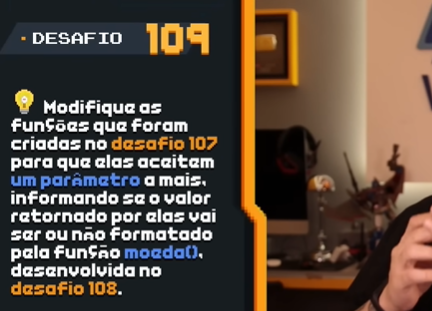 DESAFIO 109
Modifique as
funções que foram
criadas no desafio 107
para que elas aceitem
um parâmetro a mais,
informando se o valor
retornado por elas vai
ser ou não formatado
pela função moeda(),
desenvolvida no
desafio 108.